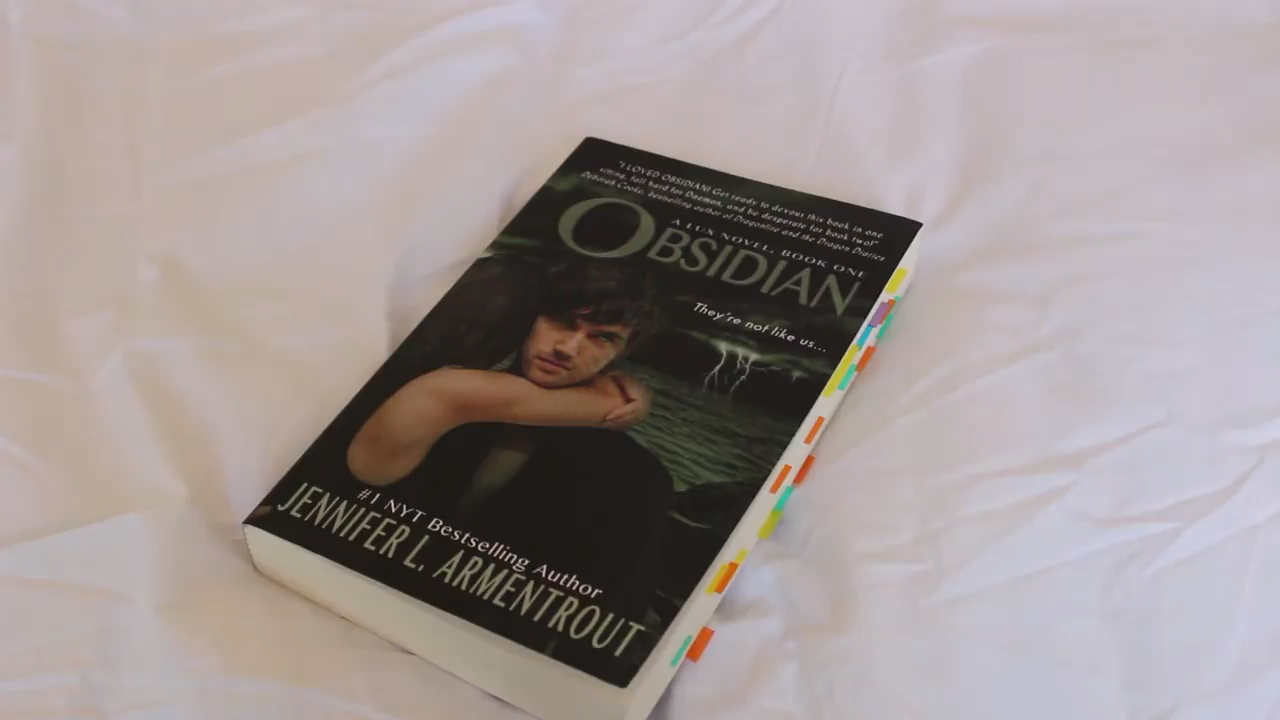 "I LOVED OBSIDIAN! Get ready to devour this book in one
sitting, fall hard for Daemon, and be desperate for book two!"
Deborah Cooke, bestselling author of Dragonfire and the Dragon Diaries
A LUX NOVEL, BOOK ONE
OBSIDIAN
They're not like us...
#1 NYT Bestselling Author
JENNIFER L. ARMENTROUT